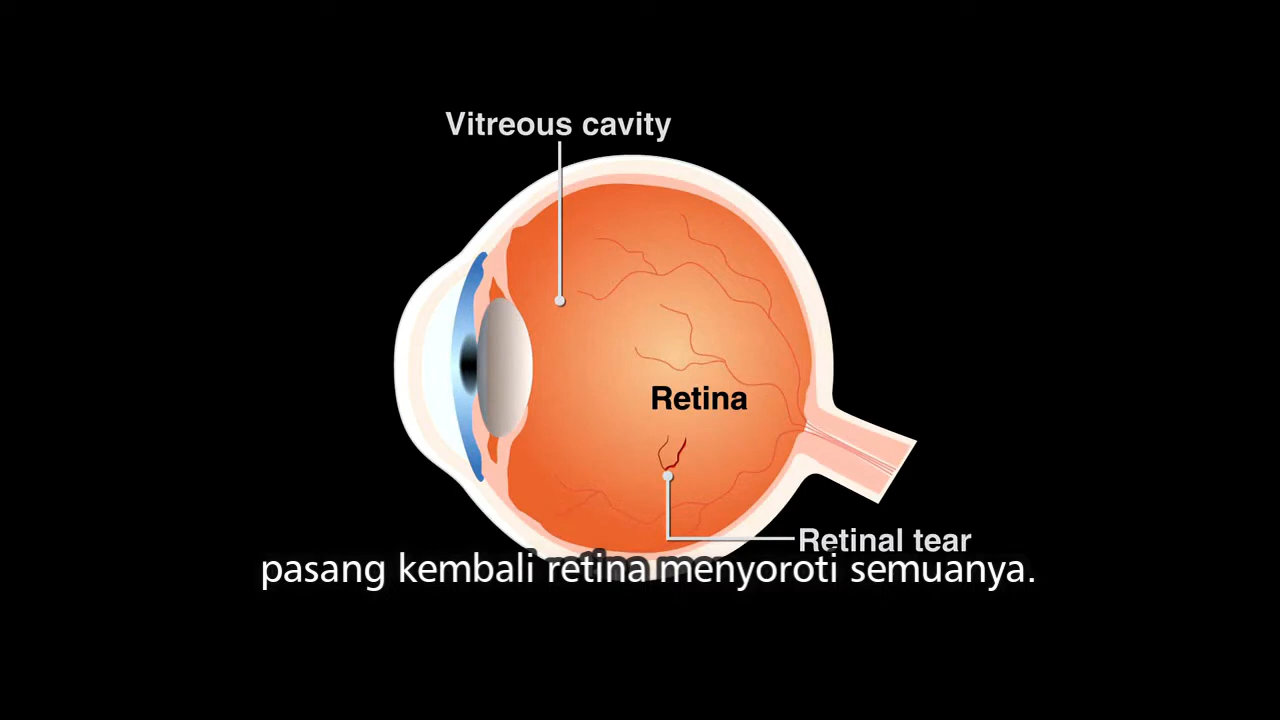 Vitreous cavity
Retina
Retinal tear
pasang kembali retina menyoroti semuanya.